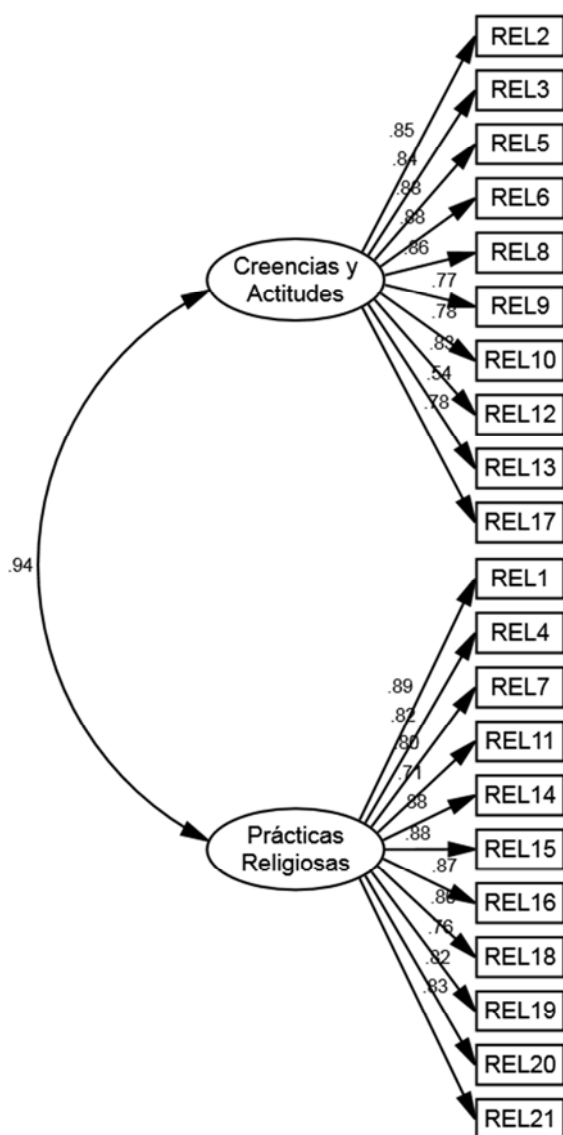 REL2
REL3
.85
REL5
.84
.88
REL6
.88
.86
REL8
Creencias y
Actitudes
.77
REL9
.78
.83
REL10
.54
.78
REL12
REL13
REL17
.94
REL1
REL4
.89
REL7
.82
.80
REL11
.71
.88
REL14
.88
Prácticas
Religiosas
REL15
.87
REL16
.76
REL18
.82
.83
REL19
REL20
REL21